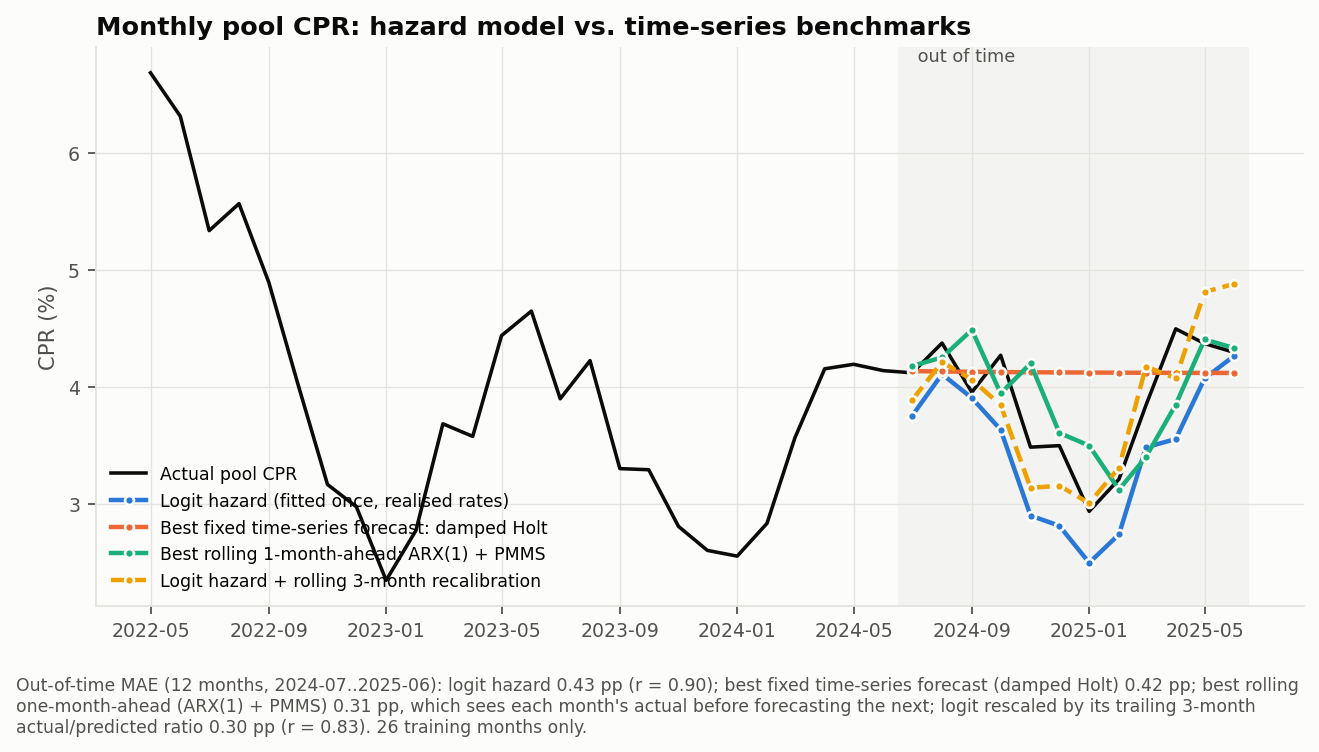 Monthly pool CPR: hazard model vs. time-series benchmarks
out of time
6
5
4
3
CPR (%)
Actual pool CPR
Logit hazard (fitted once, realised rates)
Best fixed time-series forecast: damped Holt
Best rolling 1-month-ahead: ARX(1) + PMMS
Logit hazard + rolling 3-month recalibration
2022-05 2022-09 2023-01 2023-05 2023-09 2024-01 2024-05 2024-09 2025-01 2025-05
Out-of-time MAE (12 months, 2024-07..2025-06): logit hazard 0.43 pp (r = 0.90); best fixed time-series forecast (damped Holt) 0.42 pp; best rolling
one-month-ahead (ARX(1) + PMMS) 0.31 pp, which sees each month's actual before forecasting the next; logit rescaled by its trailing 3-month
actual/predicted ratio 0.30 pp (r = 0.83). 26 training months only.